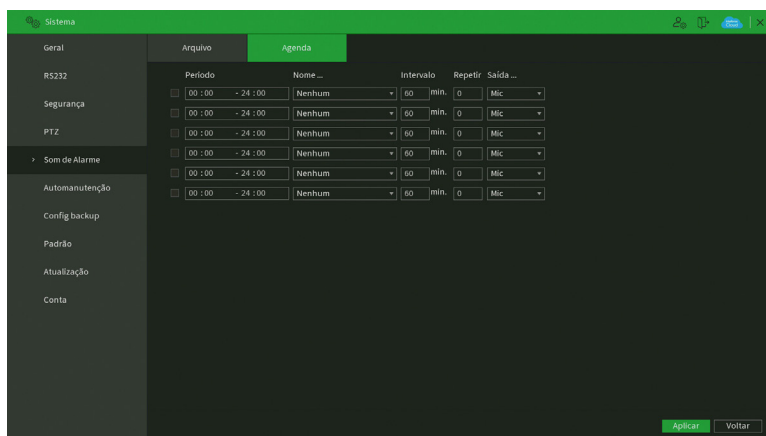 Sistema
Geral
RS232
Segurança
PTZ
> Som de Alarme
Automanutenção
Config backup
Padrão
Atualização
Conta
Arquivo Agenda
Período Nome ... Intervalo Repetir Saída ...
00 : 00 - 24 : 00 Nenhum 60 min. 0 Mic
00 : 00 - 24 : 00 Nenhum 60 min. 0 Mic
00 : 00 - 24 : 00 Nenhum 60 min. 0 Mic
00 : 00 - 24 : 00 Nenhum 60 min. 0 Mic
00 : 00 - 24 : 00 Nenhum 60 min. 0 Mic
00 : 00 - 24 : 00 Nenhum 60 min. 0 Mic
Aplicar Voltar